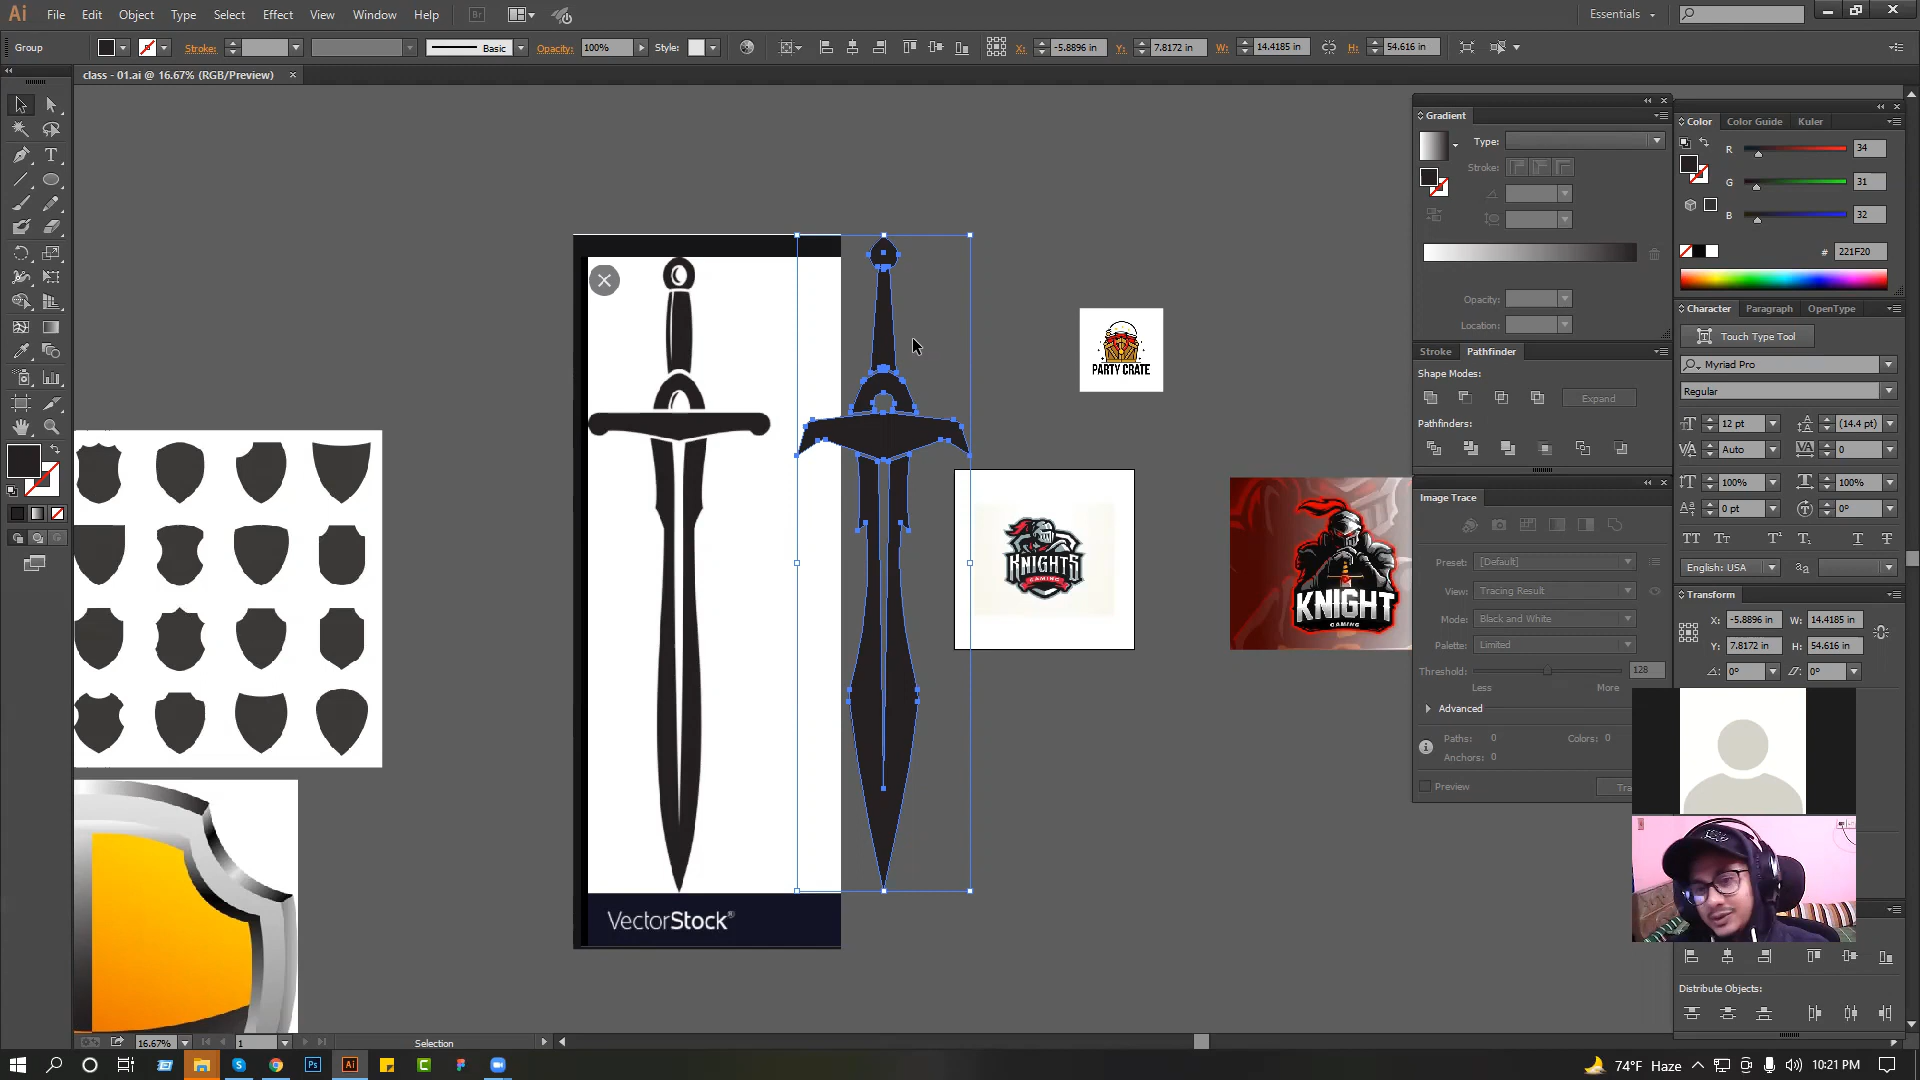 Ai File Edit Object Type Select Effect View Window Help Br Essentials
Group Stroke: Basic Opacity: 100% Style: X: -5.8896 in Y: 7.8172 in W: 14.4185 in H: 54.616 in
class - 01.ai @ 16.67% (RGB/Preview)
Gradient
Type:
Stroke:
Opacity:
Location:
Color Color Guide Kuler
R 34
G 31
B 32
# 221F20
Character Paragraph OpenType
Touch Type Tool
Myriad Pro
Regular
12 pt (14.4 pt)
Auto 0
100% 100%
0 pt 0°
English: USA
Stroke Pathfinder
Shape Modes:
Expand
Pathfinders:
Image Trace
Preset: [Default]
View: Tracing Result
Mode: Black and White
Palette: Limited
Threshold: 128
Less More
Advanced
Paths: 0 Colors: 0
Anchors: 0
Preview
Tra
Transform
X: -5.8896 in W: 14.4185 in
Y: 7.8172 in H: 54.616 in
0° 0°
Distribute Objects:
PARTY CRATE
KNIGHTS
GAMING
KNIGHT
GAMING
VectorStock®
16.67% 1 Selection
Ps Ai 74°F Haze 10:21 PM